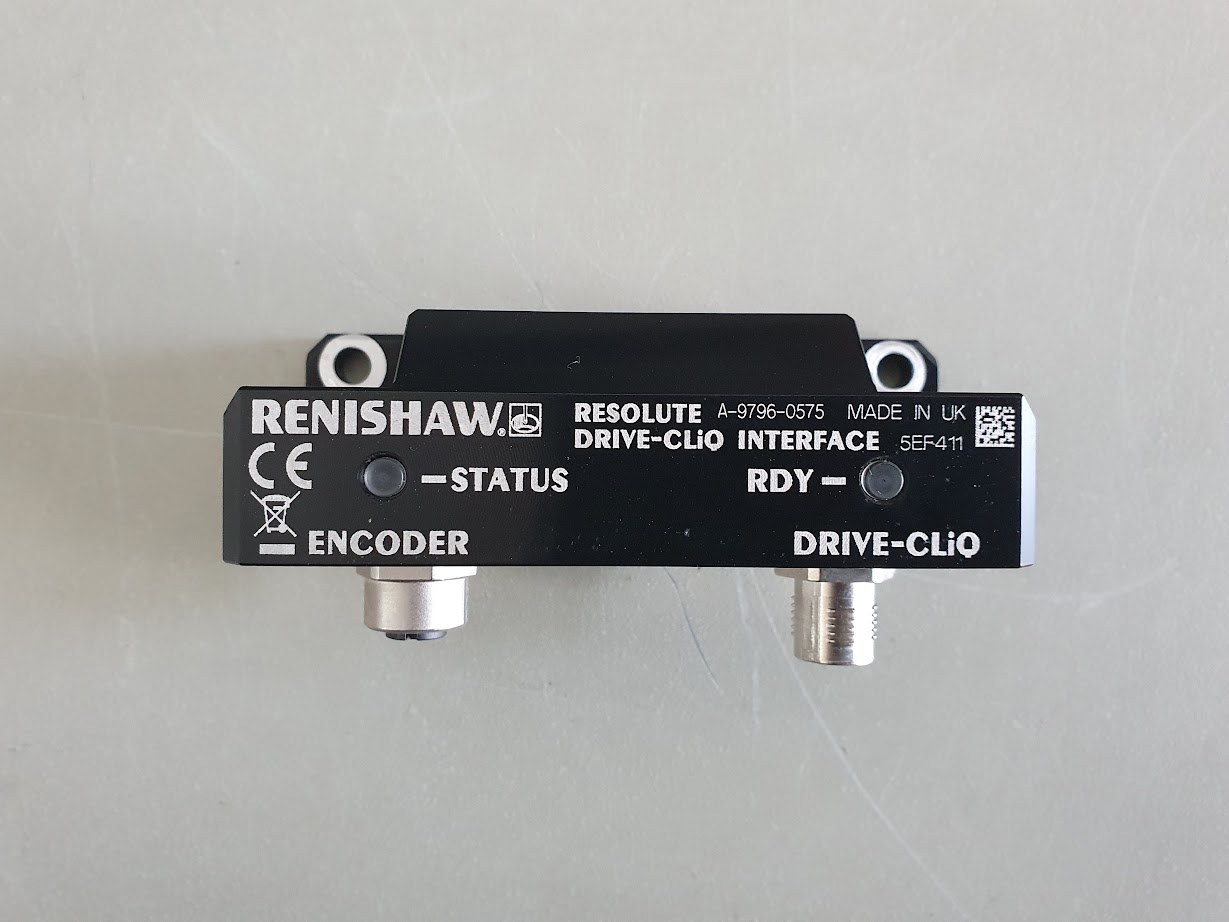 RENISHAW.®
RESOLUTE A-9796-0575 MADE IN UK
DRIVE-CLiQ INTERFACE 5EF411
CE
STATUS
RDY
ENCODER
DRIVE-CLiQ